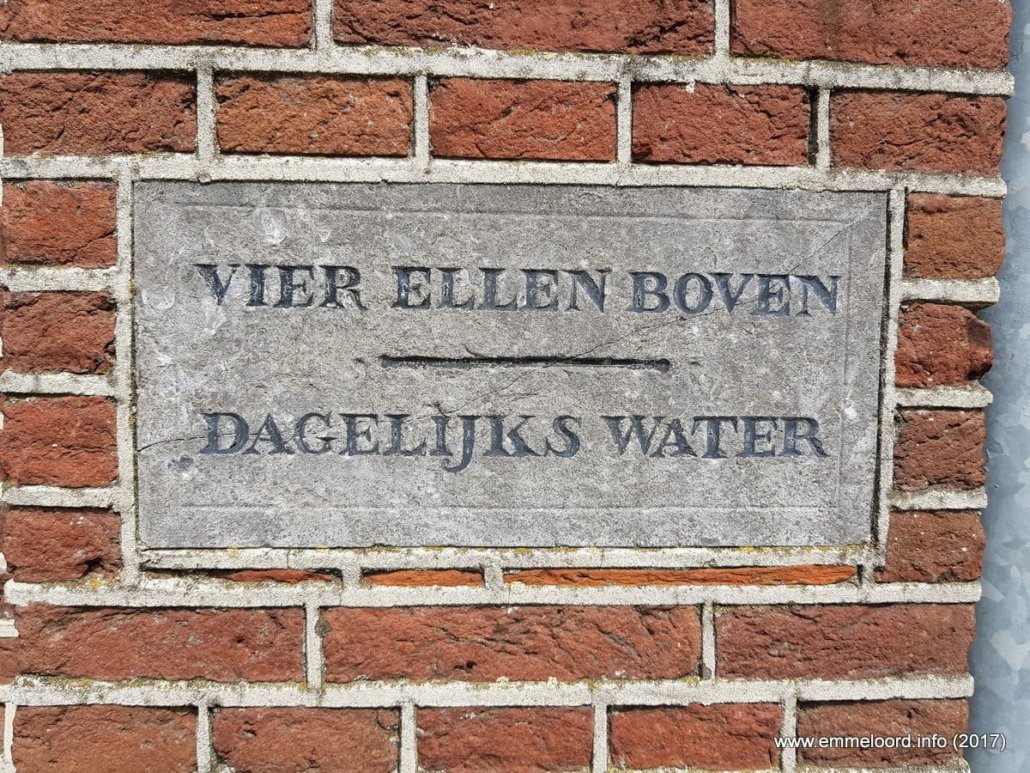 VIER ELLEN BOVEN
DAGELIJKS WATER
www.emmeloord.info (2017)